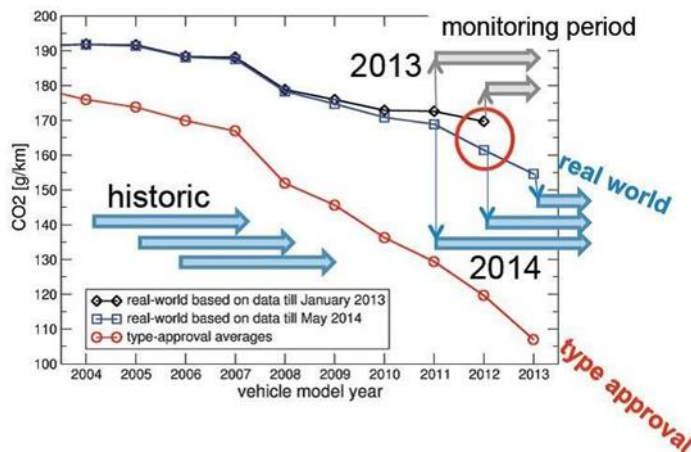 monitoring period
2013
200
190
180
170
160
150
140
130
120
110
100
CO2 [g/km]
historic
real world
2014
real-world based on data till January 2013
real-world based on data till May 2014
type-approval averages
type approval
2004 2005 2006 2007 2008 2009 2010 2011 2012 2013
vehicle model year